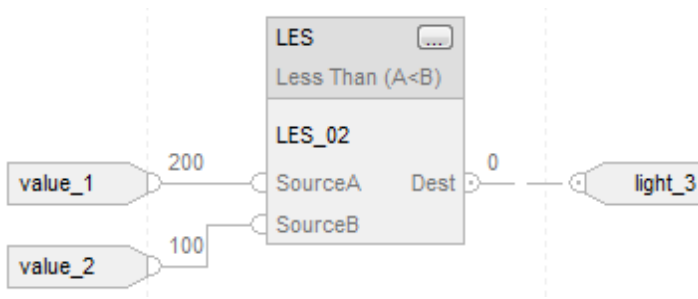 LES ...
Less Than (A<B)
LES_02
value_1 200 SourceA Dest 0 light_3
value_2 100 SourceB